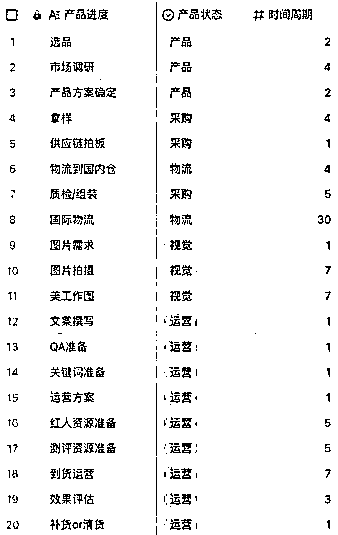 产品进度 产品状态 # 时间周期
1 选品 产品 2
2 市场调研 产品 4
3 产品方案确定 产品 2
4 拿样 采购 4
5 供应链拍板 采购 1
6 物流到国内仓 物流 4
7 质检/组装 采购 5
8 国际物流 物流 30
9 图片需求 视觉 1
10 图片拍摄 视觉 7
11 美工作图 视觉 7
12 文案撰写 运营 1
13 QA准备 运营 1
14 关键词准备 运营 1
15 运营方案 运营 1
16 红人资源准备 运营 5
17 测评资源准备 运营 5
18 到货运营 运营 7
19 效果评估 运营 3
20 补货or清货 运营 1